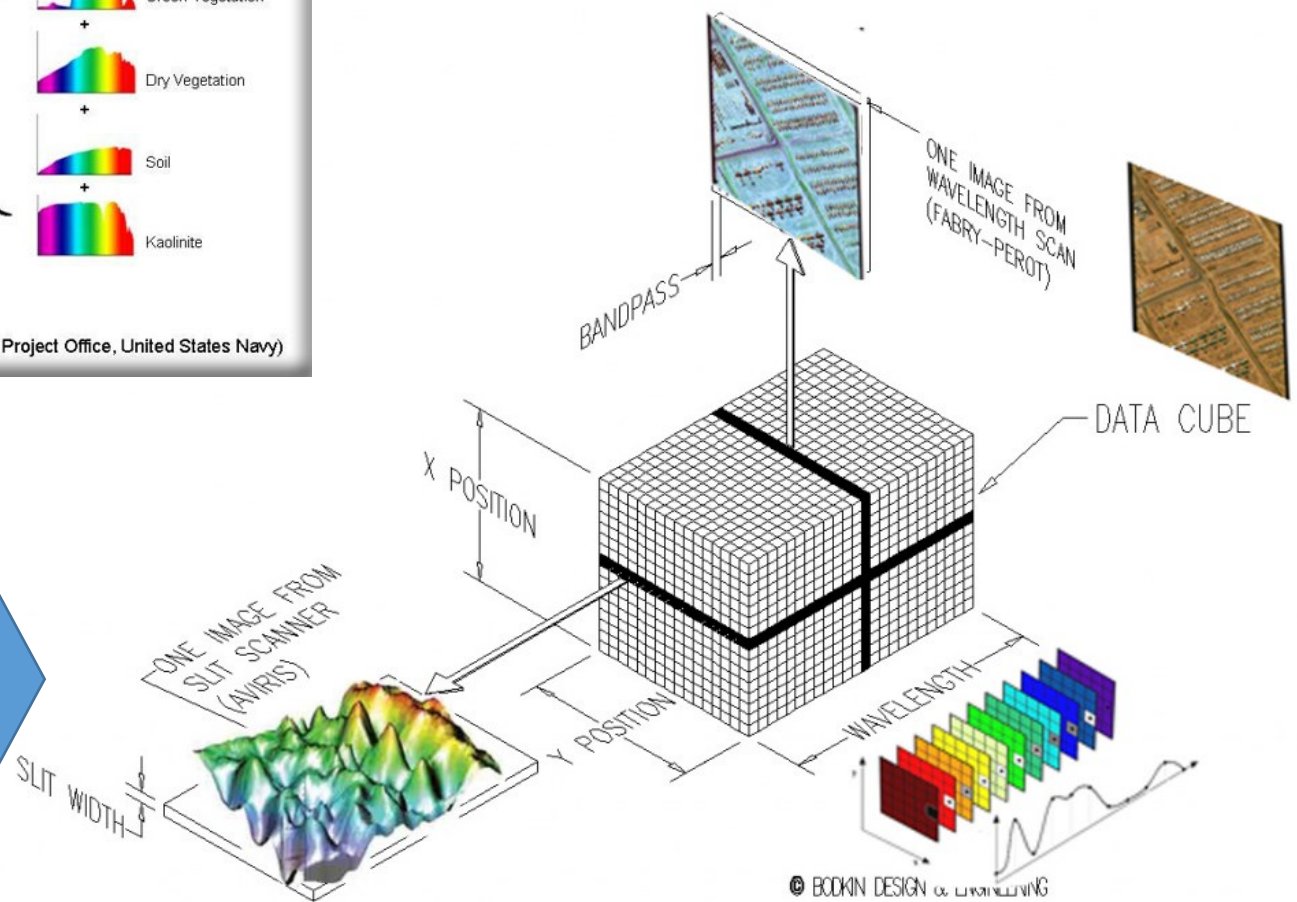 +
Dry Vegetation
+
Soil
+
Kaolinite
Project Office, United States Navy)
ONE IMAGE FROM
WAVELENGTH SCAN
(FABRY-PEROT)
BANDPASS
DATA CUBE
X POSITION
ONE IMAGE FROM
SLIT SCANNER
(AVIRIS)
SLIT WIDTH
Y POSITION
WAVELENGTH
© BODKIN DESIGN & ENGINEERING